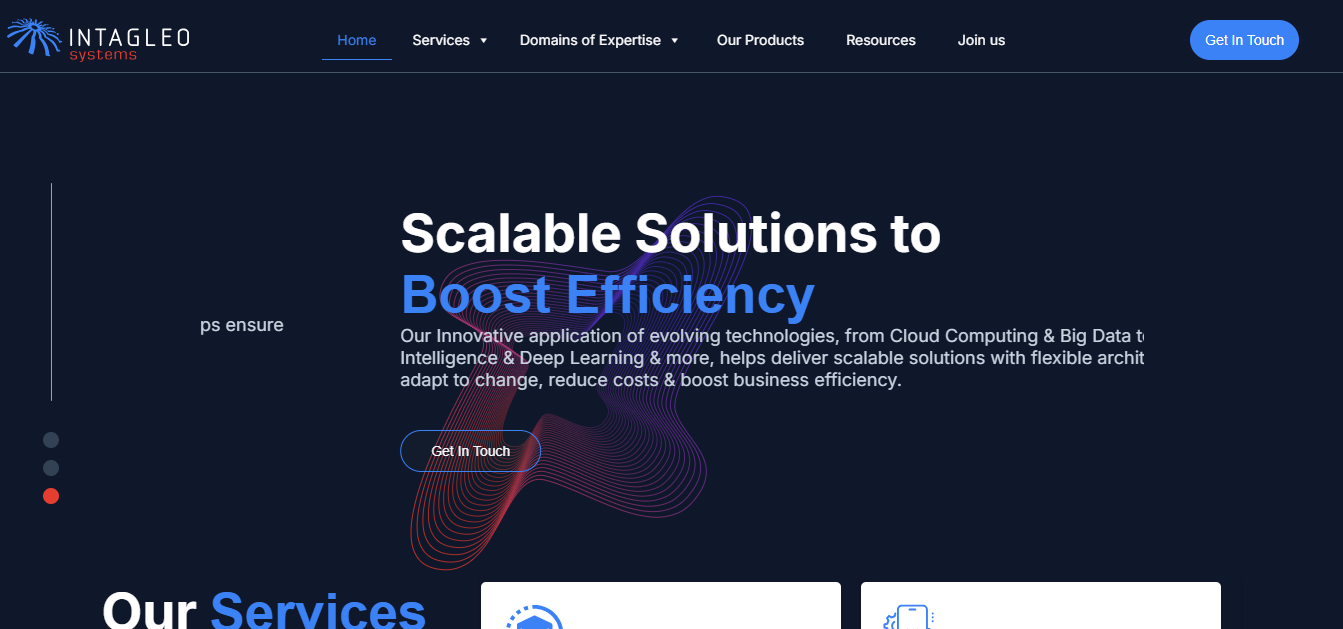 INTAGLEO
systems
Home
Services
Domains of Expertise
Our Products
Resources
Join us
Get In Touch
Scalable Solutions to
Boost Efficiency
ps ensure
Our Innovative application of evolving technologies, from Cloud Computing & Big Data t
Intelligence & Deep Learning & more, helps deliver scalable solutions with flexible archit
adapt to change, reduce costs & boost business efficiency.
Get In Touch
Our Services